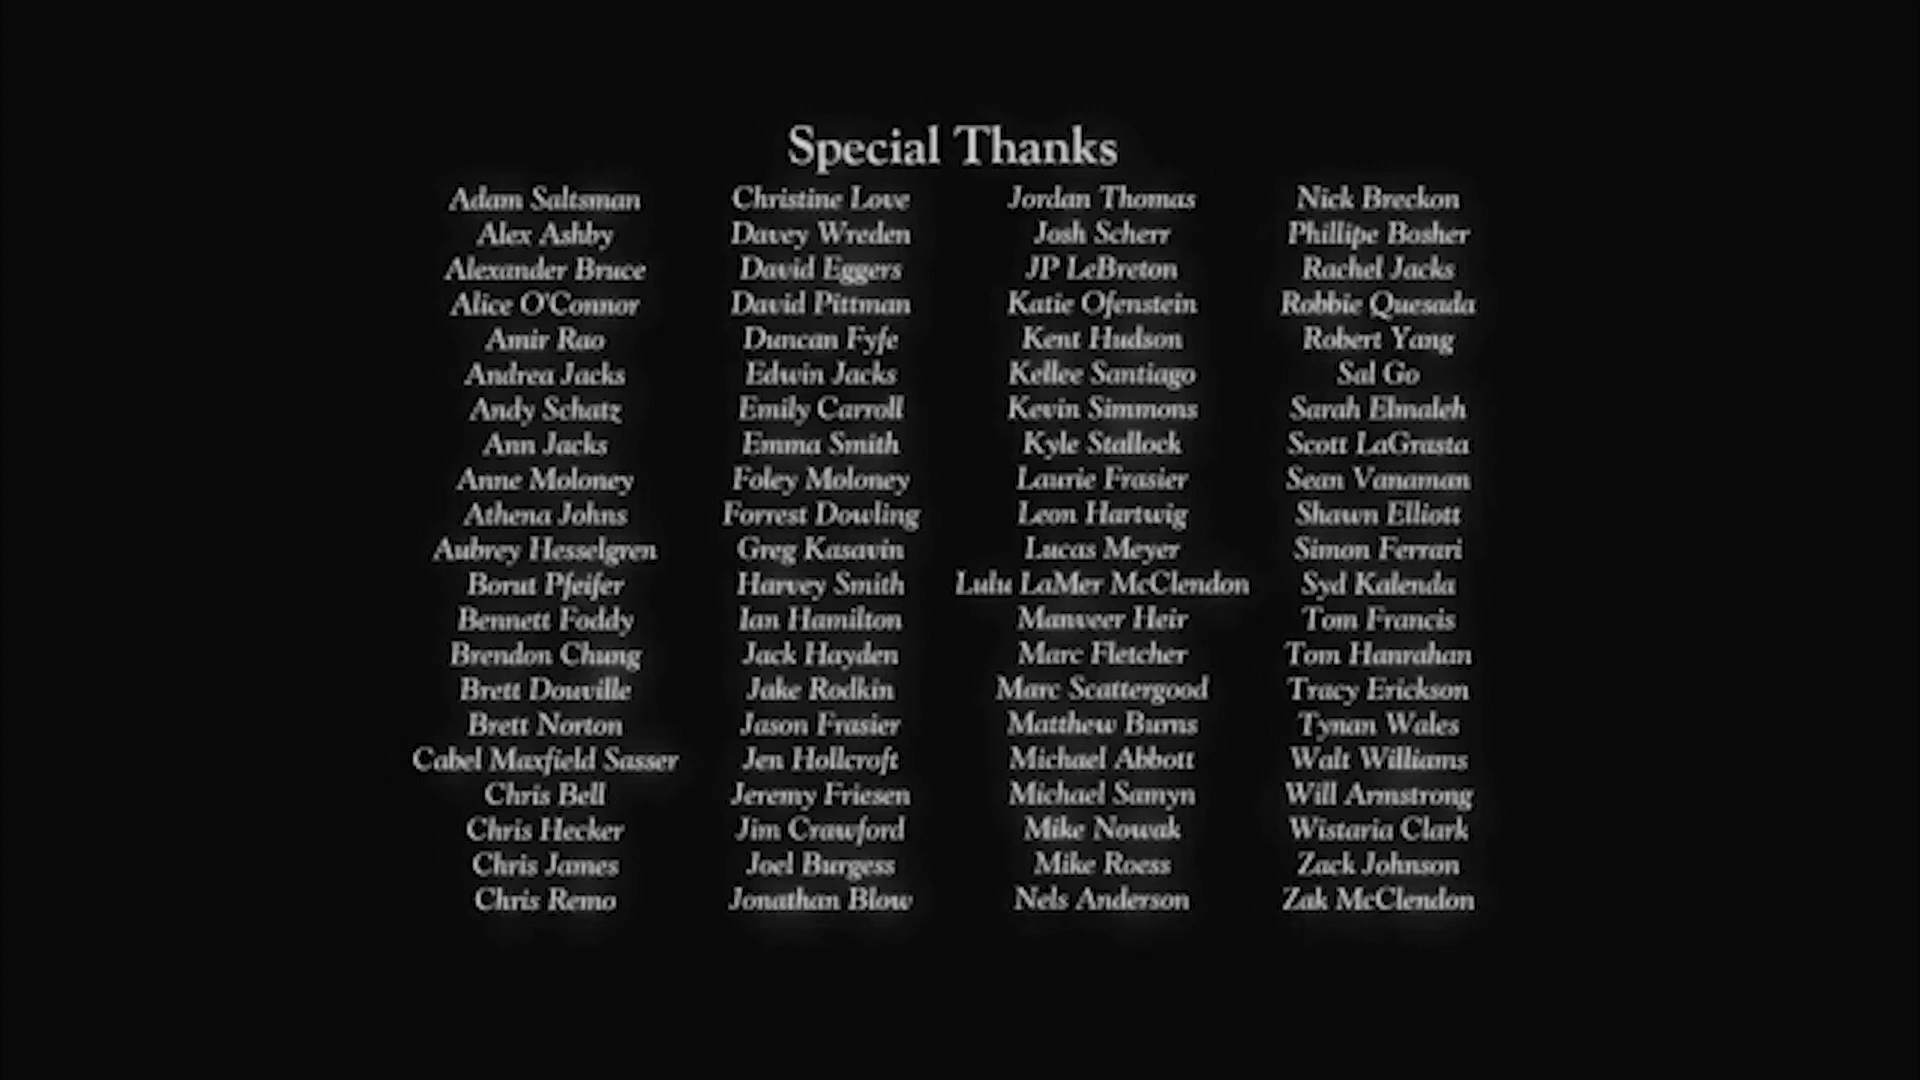 Special Thanks
Adam Saltsman
Alex Ashby
Alexander Bruce
Alice O'Connor
Amir Rao
Andrea Jacks
Andy Schatz
Ann Jacks
Anne Moloney
Athena Johns
Aubrey Hesselgren
Borut Pfeifer
Bennett Foddy
Brendon Chung
Brett Douville
Brett Norton
Cabel Maxfield Sasser
Chris Bell
Chris Hecker
Chris James
Chris Remo
Christine Love
Davey Wreden
David Eggers
David Pittman
Duncan Fyfe
Edwin Jacks
Emily Carroll
Emma Smith
Foley Moloney
Forrest Dowling
Greg Kasavin
Harvey Smith
Ian Hamilton
Jack Hayden
Jake Rodkin
Jason Frasier
Jen Hollcroft
Jeremy Friesen
Jim Crawford
Joel Burgess
Jonathan Blow
Jordan Thomas
Josh Scherr
JP LeBreton
Katie Ofenstein
Kent Hudson
Kellee Santiago
Kevin Simmons
Kyle Stallock
Laurie Frasier
Leon Hartwig
Lucas Meyer
Lulu LaMer McClendon
Manveer Heir
Marc Fletcher
Marc Scattergood
Matthew Burns
Michael Abbott
Michael Samyn
Mike Nowak
Mike Roess
Nels Anderson
Nick Breckon
Phillipe Bosher
Rachel Jacks
Robbie Quesada
Robert Yang
Sal Go
Sarah Elmaleh
Scott LaGrasta
Sean Vanaman
Shawn Elliott
Simon Ferrari
Syd Kalenda
Tom Francis
Tom Hanrahan
Tracy Erickson
Tynan Wales
Walt Williams
Will Armstrong
Wistaria Clark
Zack Johnson
Zak McClendon